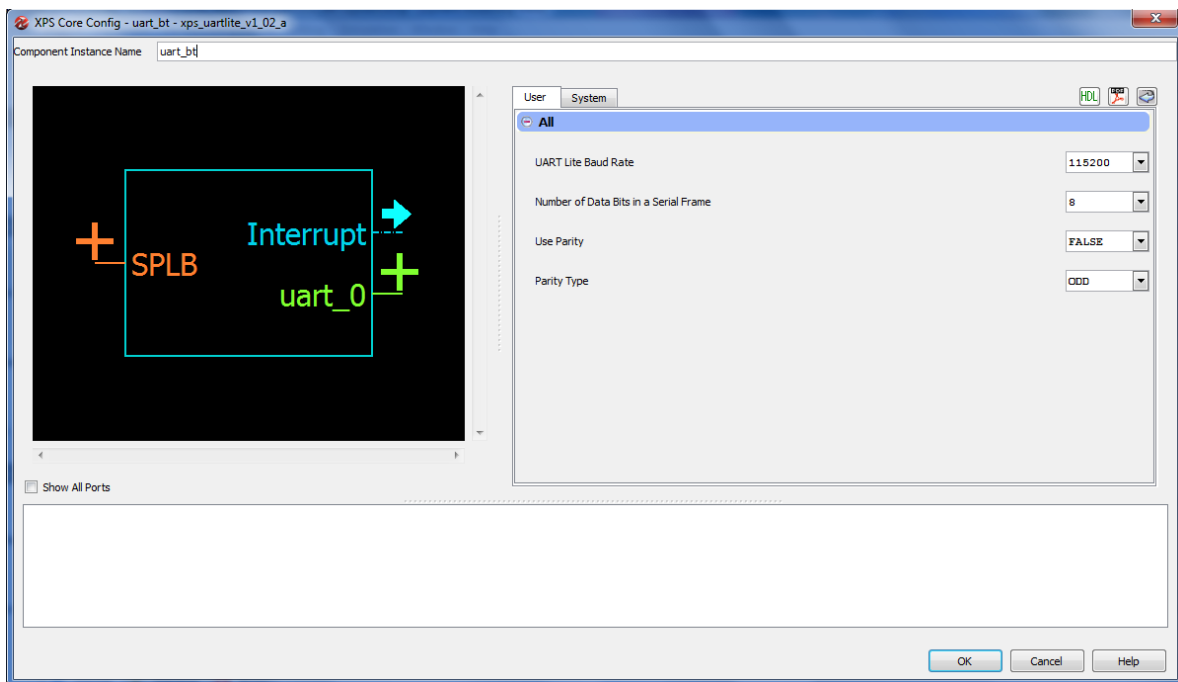 XPS Core Config - uart_bt - xps_uartlite_v1_02_a
Component Instance Name uart_bt
User System HDL
All
UART Lite Baud Rate 115200
Number of Data Bits in a Serial Frame 8
Use Parity FALSE
Parity Type ODD
Interrupt
SPLB
uart_0
Show All Ports
OK Cancel Help